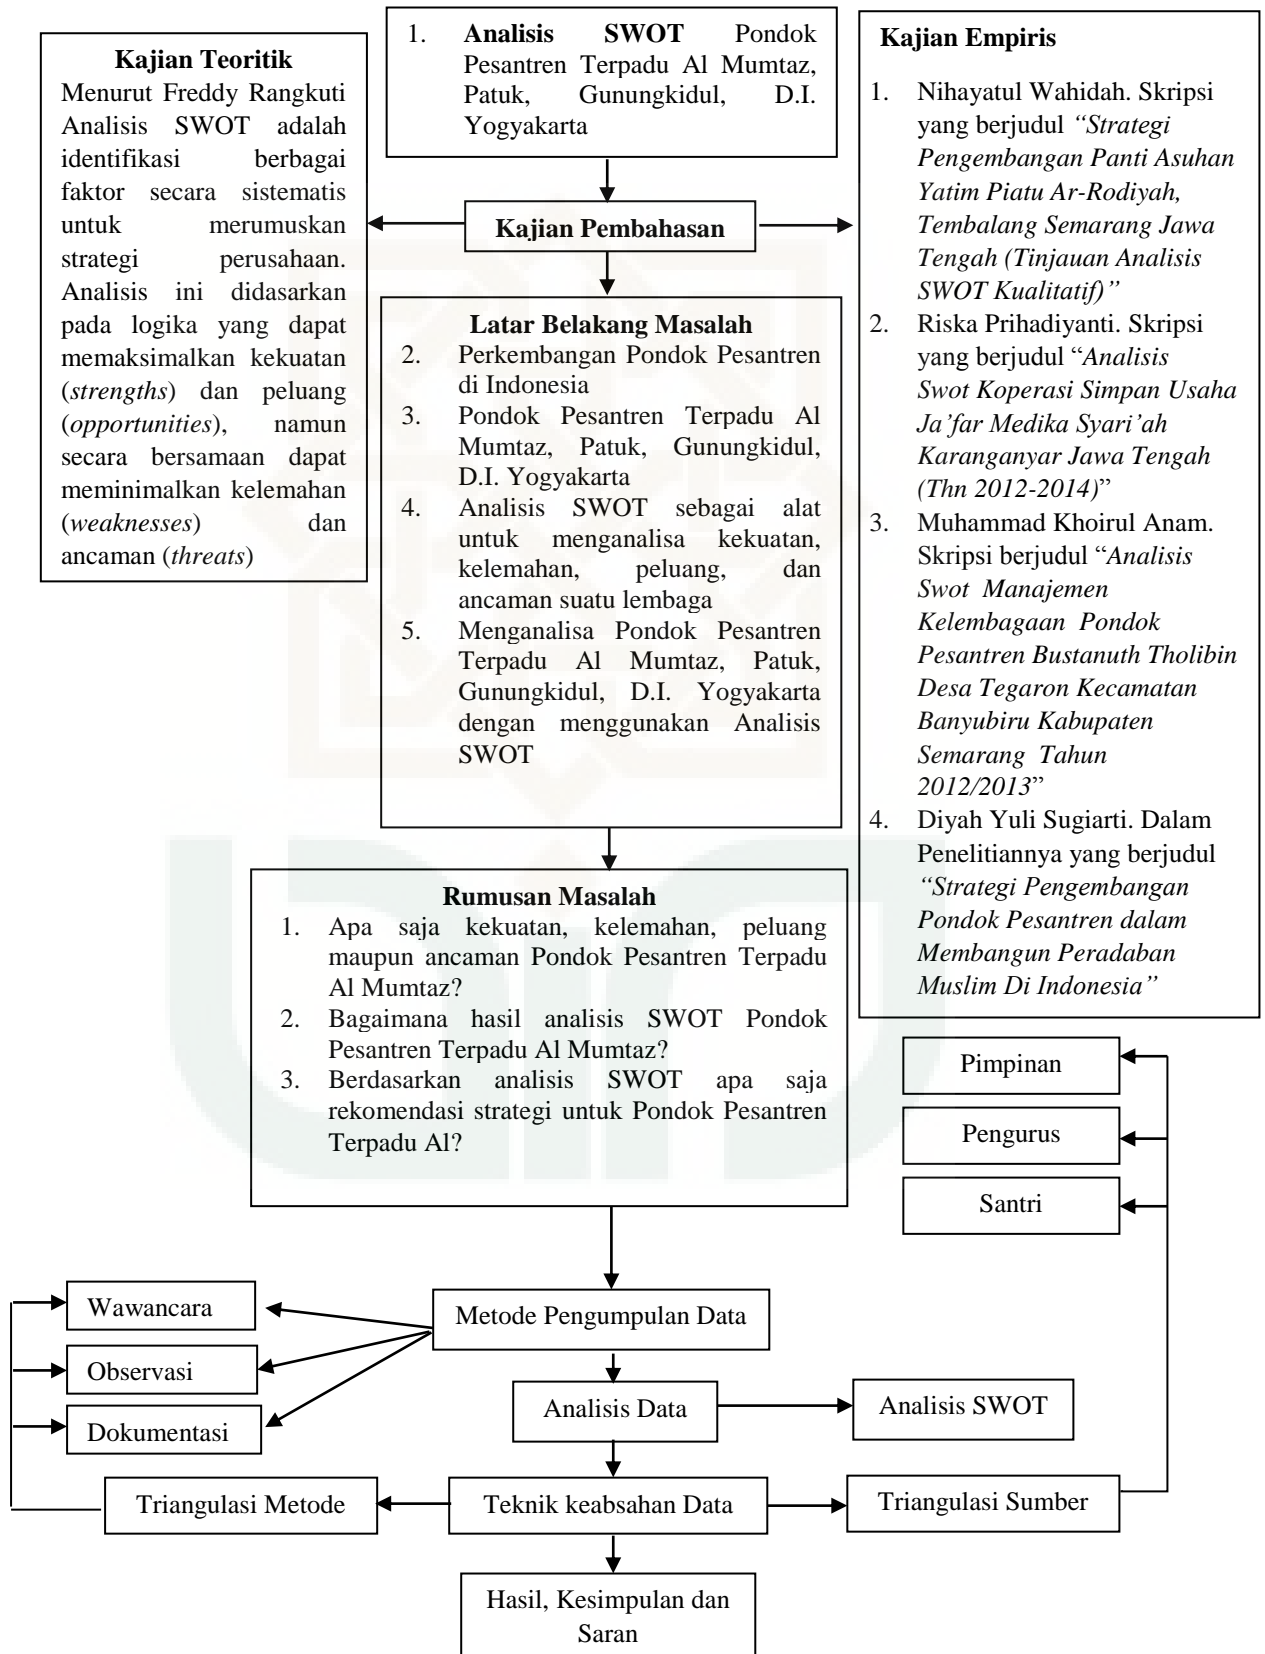 1. Analisis SWOT Pondok
Pesantren Terpadu Al Mumtaz,
Patuk, Gunungkidul, D.I.
Yogyakarta
Kajian Teoritik
Menurut Freddy Rangkuti
Analisis SWOT adalah
identifikasi berbagai
faktor secara sistematis
untuk merumuskan
strategi perusahaan.
Analisis ini didasarkan
pada logika yang dapat
memaksimalkan kekuatan
(strengths) dan peluang
(opportunities), namun
secara bersamaan dapat
meminimalkan kelemahan
(weaknesses) dan
ancaman (threats)
Kajian Pembahasan
Kajian Empiris
1. Nihayatul Wahidah. Skripsi
yang berjudul “Strategi
Pengembangan Panti Asuhan
Yatim Piatu Ar-Rodiyah,
Tembalang Semarang Jawa
Tengah (Tinjauan Analisis
SWOT Kualitatif)”
2. Riska Prihadiyanti. Skripsi
yang berjudul “Analisis
Swot Koperasi Simpan Usaha
Ja’far Medika Syari’ah
Karanganyar Jawa Tengah
(Thn 2012-2014)”
3. Muhammad Khoirul Anam.
Skripsi berjudul “Analisis
Swot Manajemen
Kelembagaan Pondok
Pesantren Bustanuth Tholibin
Desa Tegaron Kecamatan
Banyubiru Kabupaten
Semarang Tahun
2012/2013”
4. Diyah Yuli Sugiarti. Dalam
Penelitiannya yang berjudul
“Strategi Pengembangan
Pondok Pesantren dalam
Membangun Peradaban
Muslim Di Indonesia”
Latar Belakang Masalah
2. Perkembangan Pondok Pesantren
di Indonesia
3. Pondok Pesantren Terpadu Al
Mumtaz, Patuk, Gunungkidul,
D.I. Yogyakarta
4. Analisis SWOT sebagai alat
untuk menganalisa kekuatan,
kelemahan, peluang, dan
ancaman suatu lembaga
5. Menganalisa Pondok Pesantren
Terpadu Al Mumtaz, Patuk,
Gunungkidul, D.I. Yogyakarta
dengan menggunakan Analisis
SWOT
Rumusan Masalah
1. Apa saja kekuatan, kelemahan, peluang
maupun ancaman Pondok Pesantren Terpadu
Al Mumtaz?
2. Bagaimana hasil analisis SWOT Pondok
Pesantren Terpadu Al Mumtaz?
3. Berdasarkan analisis SWOT apa saja
rekomendasi strategi untuk Pondok Pesantren
Terpadu Al?
Pimpinan
Pengurus
Santri
Metode Pengumpulan Data
Wawancara
Observasi
Dokumentasi
Analisis Data
Analisis SWOT
Triangulasi Metode
Teknik keabsahan Data
Triangulasi Sumber
Hasil, Kesimpulan dan
Saran